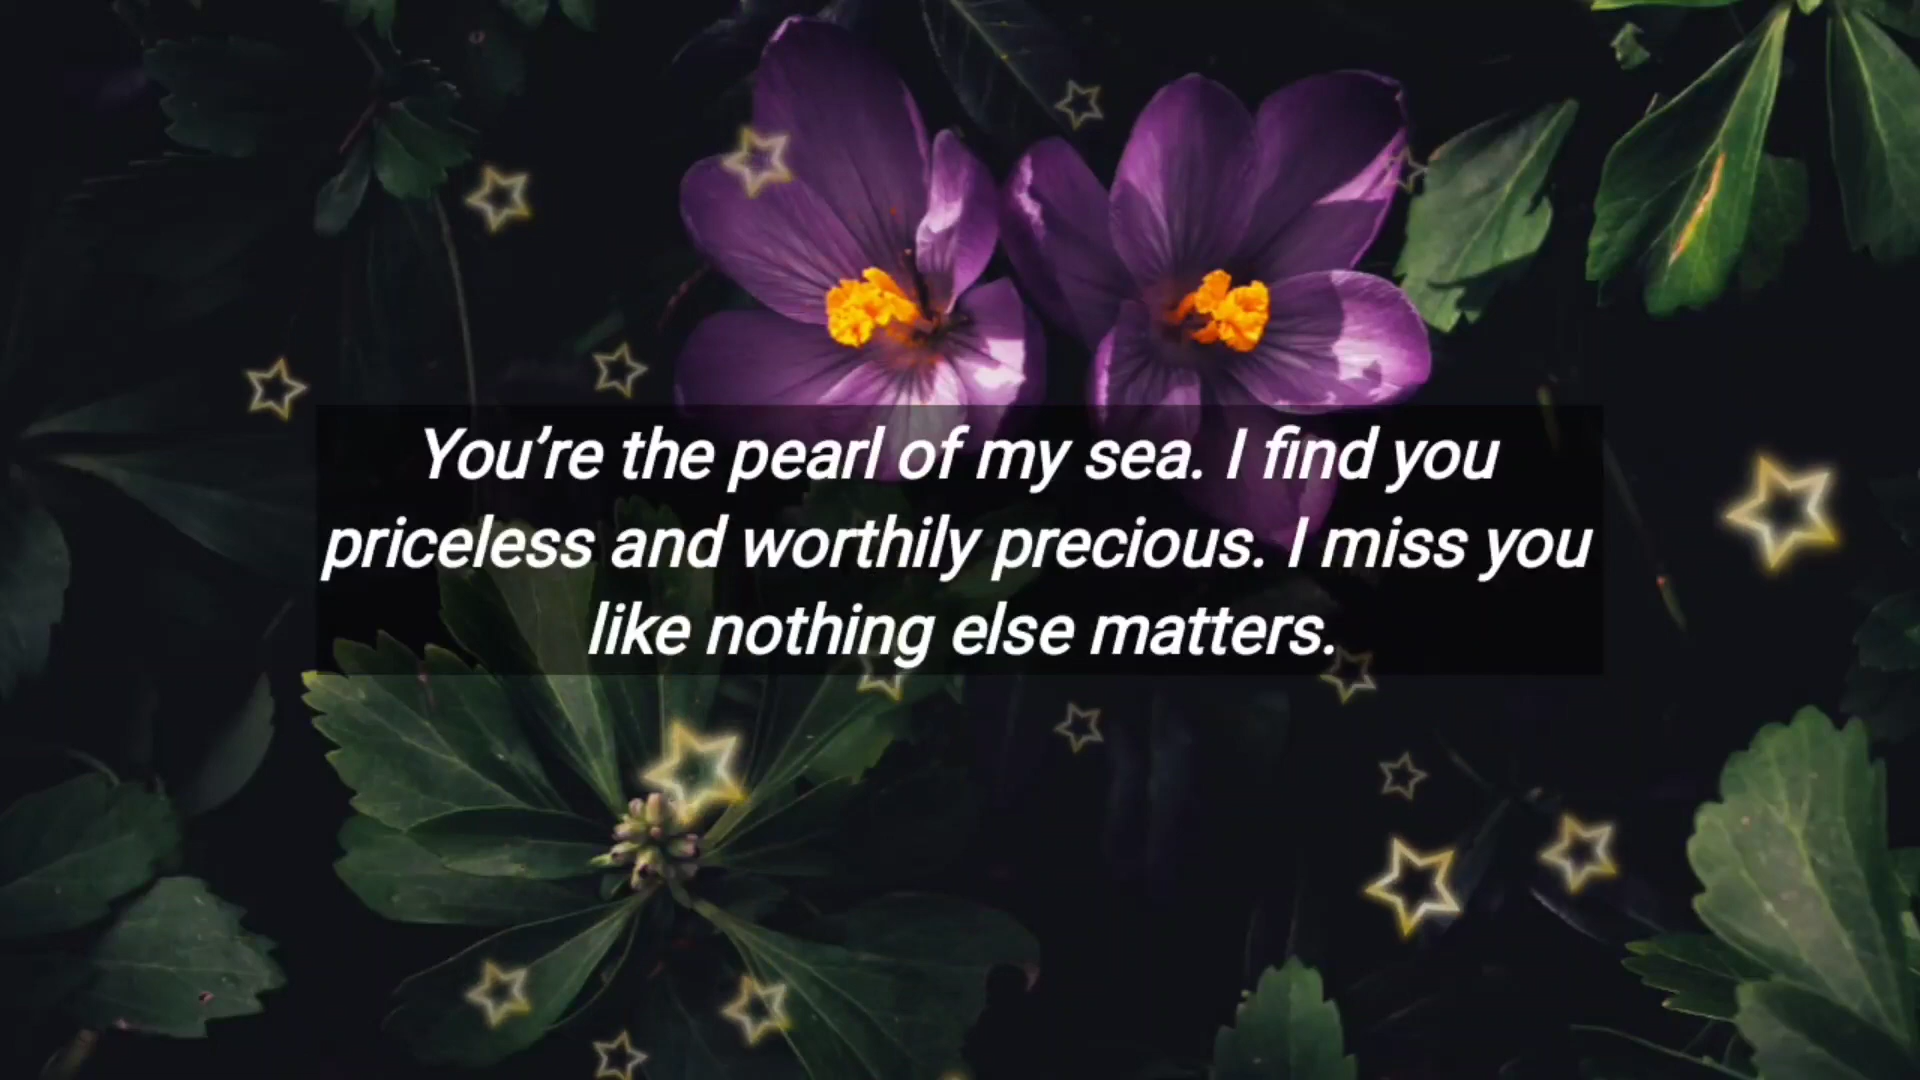 You’re the pearl of my sea. I find you
priceless and worthily precious. I miss you
like nothing else matters.